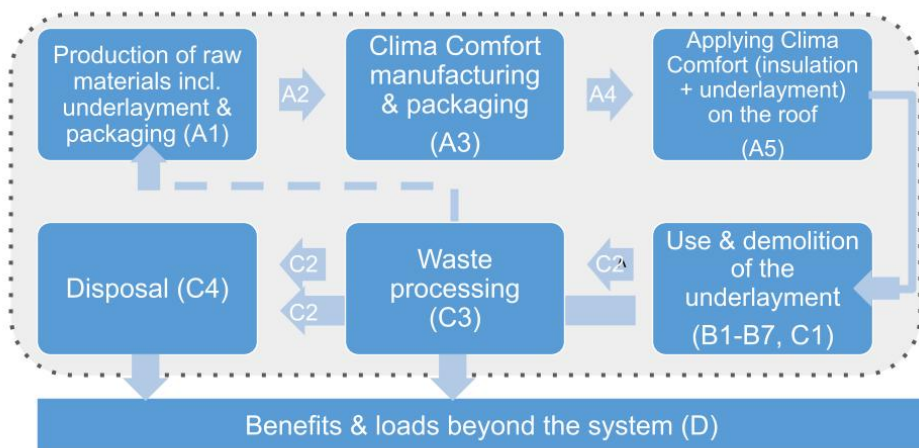 Production of raw
materials incl.
underlayment &
packaging (A1)
A2
Clima Comfort
manufacturing
& packaging
(A3)
A4
Applying Clima
Comfort (insulation
+ underlayment)
on the roof
(A5)
Disposal (C4)
C2
C2
Waste
processing
(C3)
C2
A
Use & demolition
of the
underlayment
(B1-B7, C1)
Benefits & loads beyond the system (D)